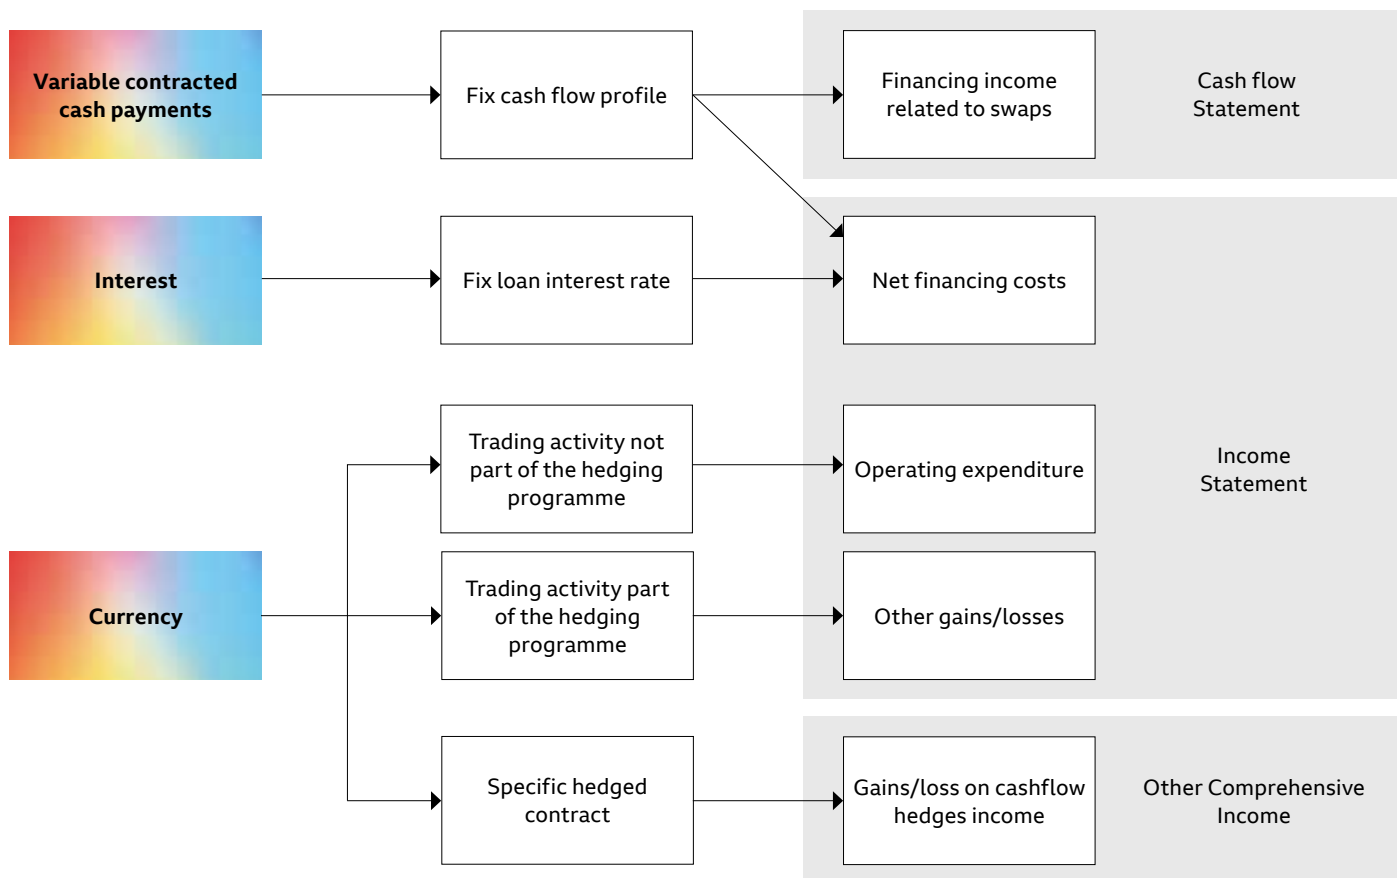 Variable contracted
cash payments
Fix cash flow profile
Financing income
related to swaps
Cash flow
Statement
Interest
Fix loan interest rate
Net financing costs
Trading activity not
part of the hedging
programme
Operating expenditure
Income
Statement
Currency
Trading activity part
of the hedging
programme
Other gains/losses
Specific hedged
contract
Gains/loss on cashflow
hedges income
Other Comprehensive
Income